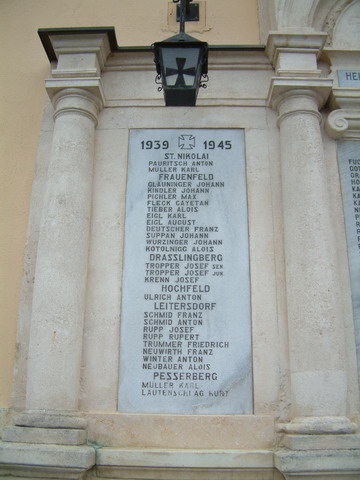 1939 1945
ST. NIKOLAI
PAURITSCH ANTON
MÜLLER KARL
FRAUENFELD
GLAUNINGER JOHANN
KINDLER JOHANN
PICHLER MAX
FLECK CAYETAN
TIEBER ALOIS
EIGL KARL
EIGL AUGUST
DEUTSCHER FRANZ
SUPPAN JOHANN
WURZINGER JOHANN
KOTOLNIGG ALOIS
DRASSLINGBERG
TROPPER JOSEF SEN
TROPPER JOSEF JUN
KRENN JOSEF
HOCHFELD
ULRICH ANTON
LEITERSDORF
SCHMID FRANZ
SCHMID ANTON
RUPP JOSEF
RUPP RUPERT
TRUMMER FRIEDRICH
NEUWIRTH FRANZ
WINTER ANTON
NEUBAUER ALOIS
PESSERBERG
MÜLLER KARL
LAUTENSCHLAG KURT